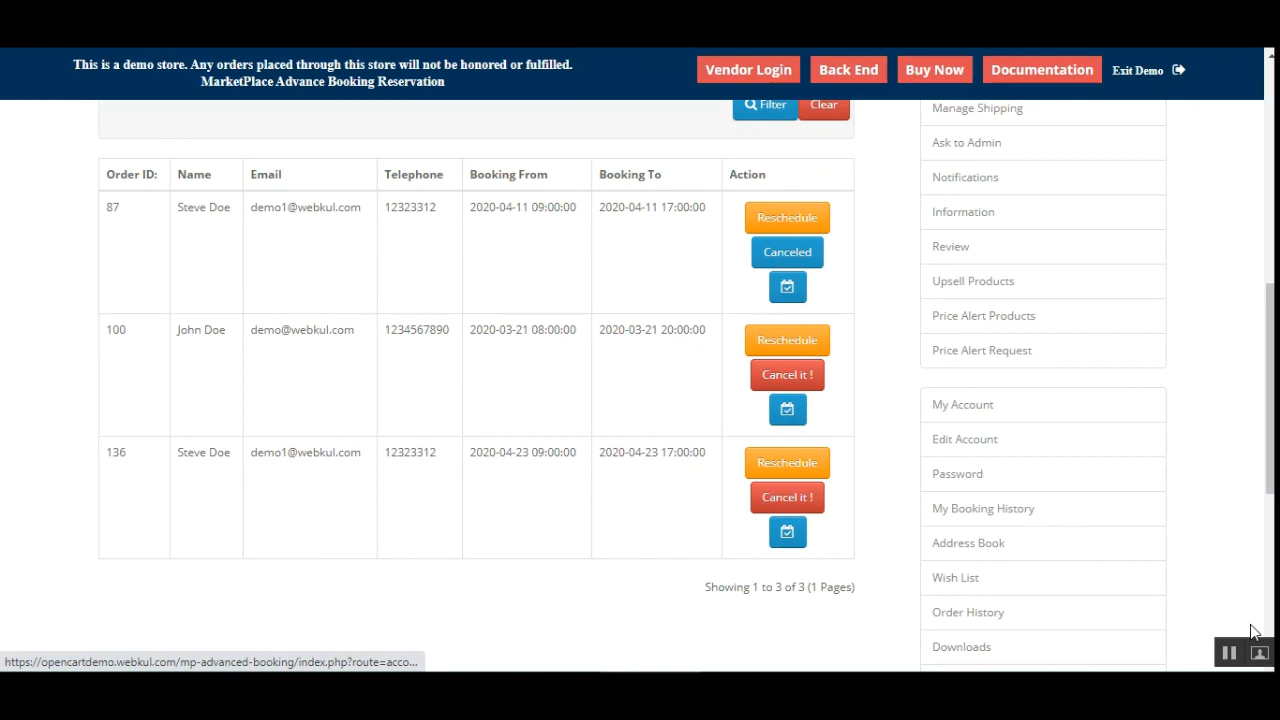 This is a demo store. Any orders placed through this store will not be honored or fulfilled.
MarketPlace Advance Booking Reservation
Vendor Login
Back End
Buy Now
Documentation
Exit Demo
Filter
Clear
Order ID: Name Email Telephone Booking From Booking To Action
87 Steve Doe demo1@webkul.com 12323312 2020-04-11 09:00:00 2020-04-11 17:00:00 Reschedule
Canceled
100 John Doe demo@webkul.com 1234567890 2020-03-21 08:00:00 2020-03-21 20:00:00 Reschedule
Cancel it !
136 Steve Doe demo1@webkul.com 12323312 2020-04-23 09:00:00 2020-04-23 17:00:00 Reschedule
Cancel it !
Showing 1 to 3 of 3 (1 Pages)
Manage Shipping
Ask to Admin
Notifications
Information
Review
Upsell Products
Price Alert Products
Price Alert Request
My Account
Edit Account
Password
My Booking History
Address Book
Wish List
Order History
Downloads
https://opencartdemo.webkul.com/mp-advanced-booking/index.php?route=acco...